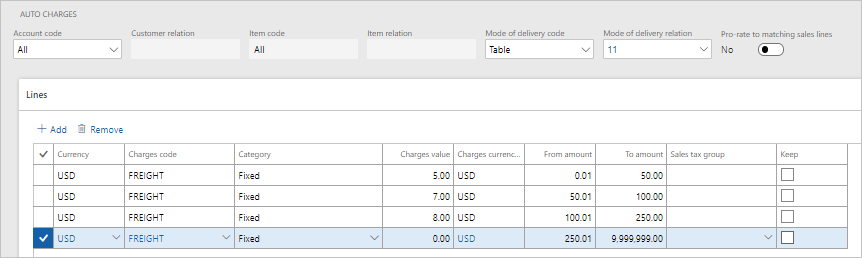 AUTO CHARGES
Account code Customer relation Item code Item relation Mode of delivery code Mode of delivery relation Pro-rate to matching sales lines
All All Table 11 No
Lines
Add Remove
Currency Charges code Category Charges value Charges currenc... From amount To amount Sales tax group Keep
USD FREIGHT Fixed 5.00 USD 0.01 50.00
USD FREIGHT Fixed 7.00 USD 50.01 100.00
USD FREIGHT Fixed 8.00 USD 100.01 250.00
USD FREIGHT Fixed 0.00 USD 250.01 9,999,999.00